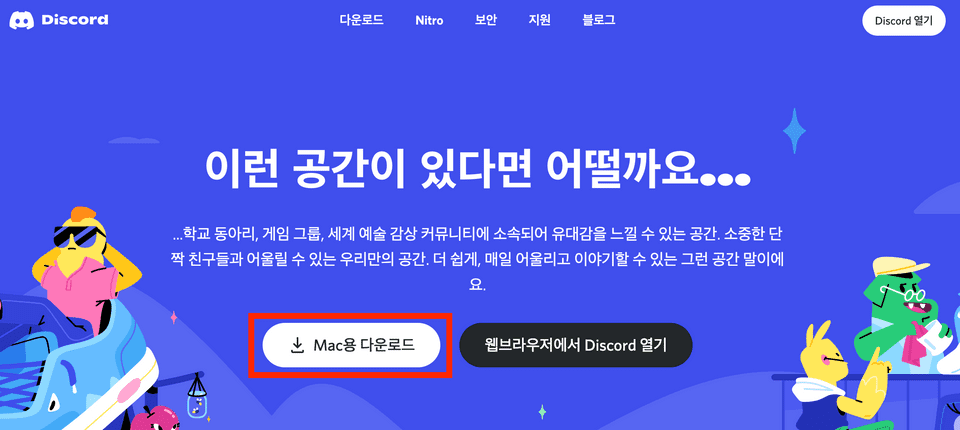 Discord
다운로드
Nitro
보안
지원
블로그
Discord 열기
이런 공간이 있다면 어떨까요...
...학교 동아리, 게임 그룹, 세계 예술 감상 커뮤니티에 소속되어 유대감을 느낄 수 있는 공간. 소중한 단
짝 친구들과 어울릴 수 있는 우리만의 공간. 더 쉽게, 매일 어울리고 이야기할 수 있는 그런 공간 말이에
요.
Mac용 다운로드
웹브라우저에서 Discord 열기